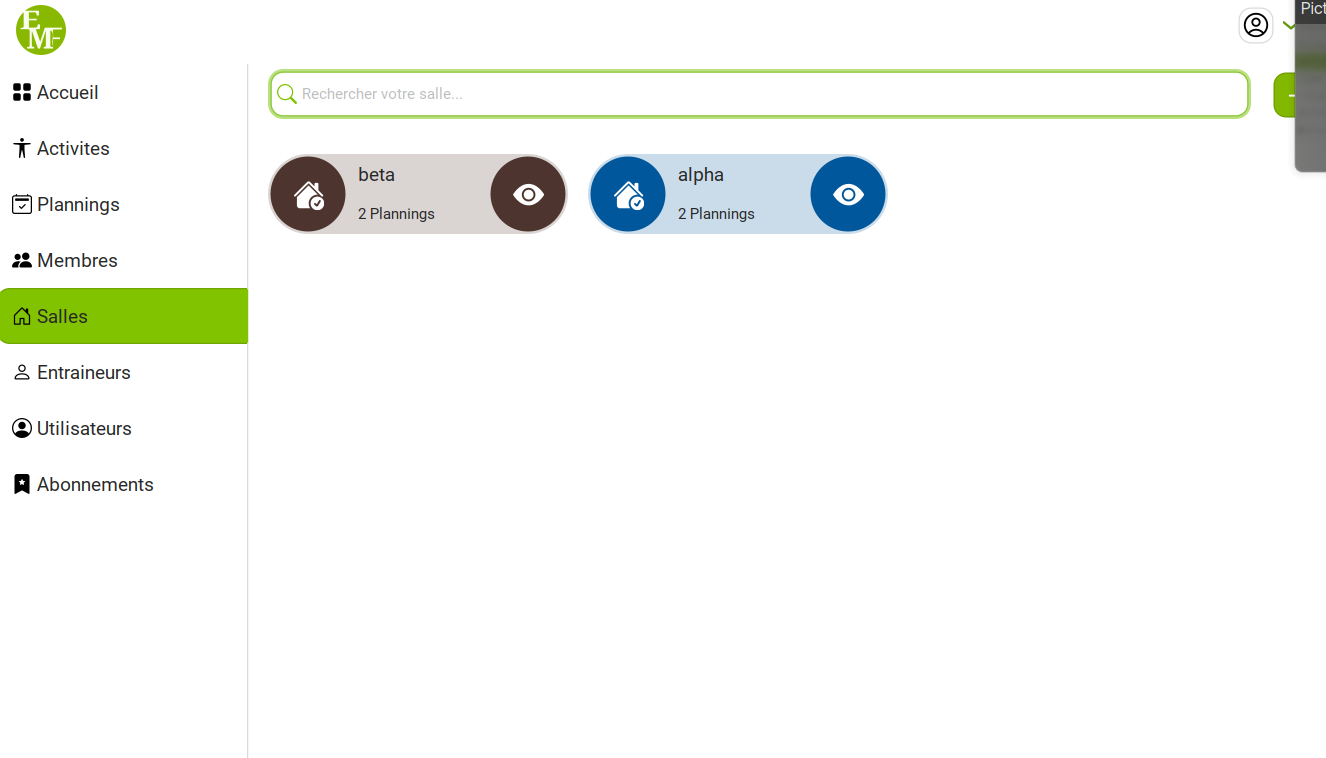 EMF
Pict
Accueil
Activites
Plannings
Membres
Salles
Entraineurs
Utilisateurs
Abonnements
Rechercher votre salle...
beta
2 Plannings
alpha
2 Plannings